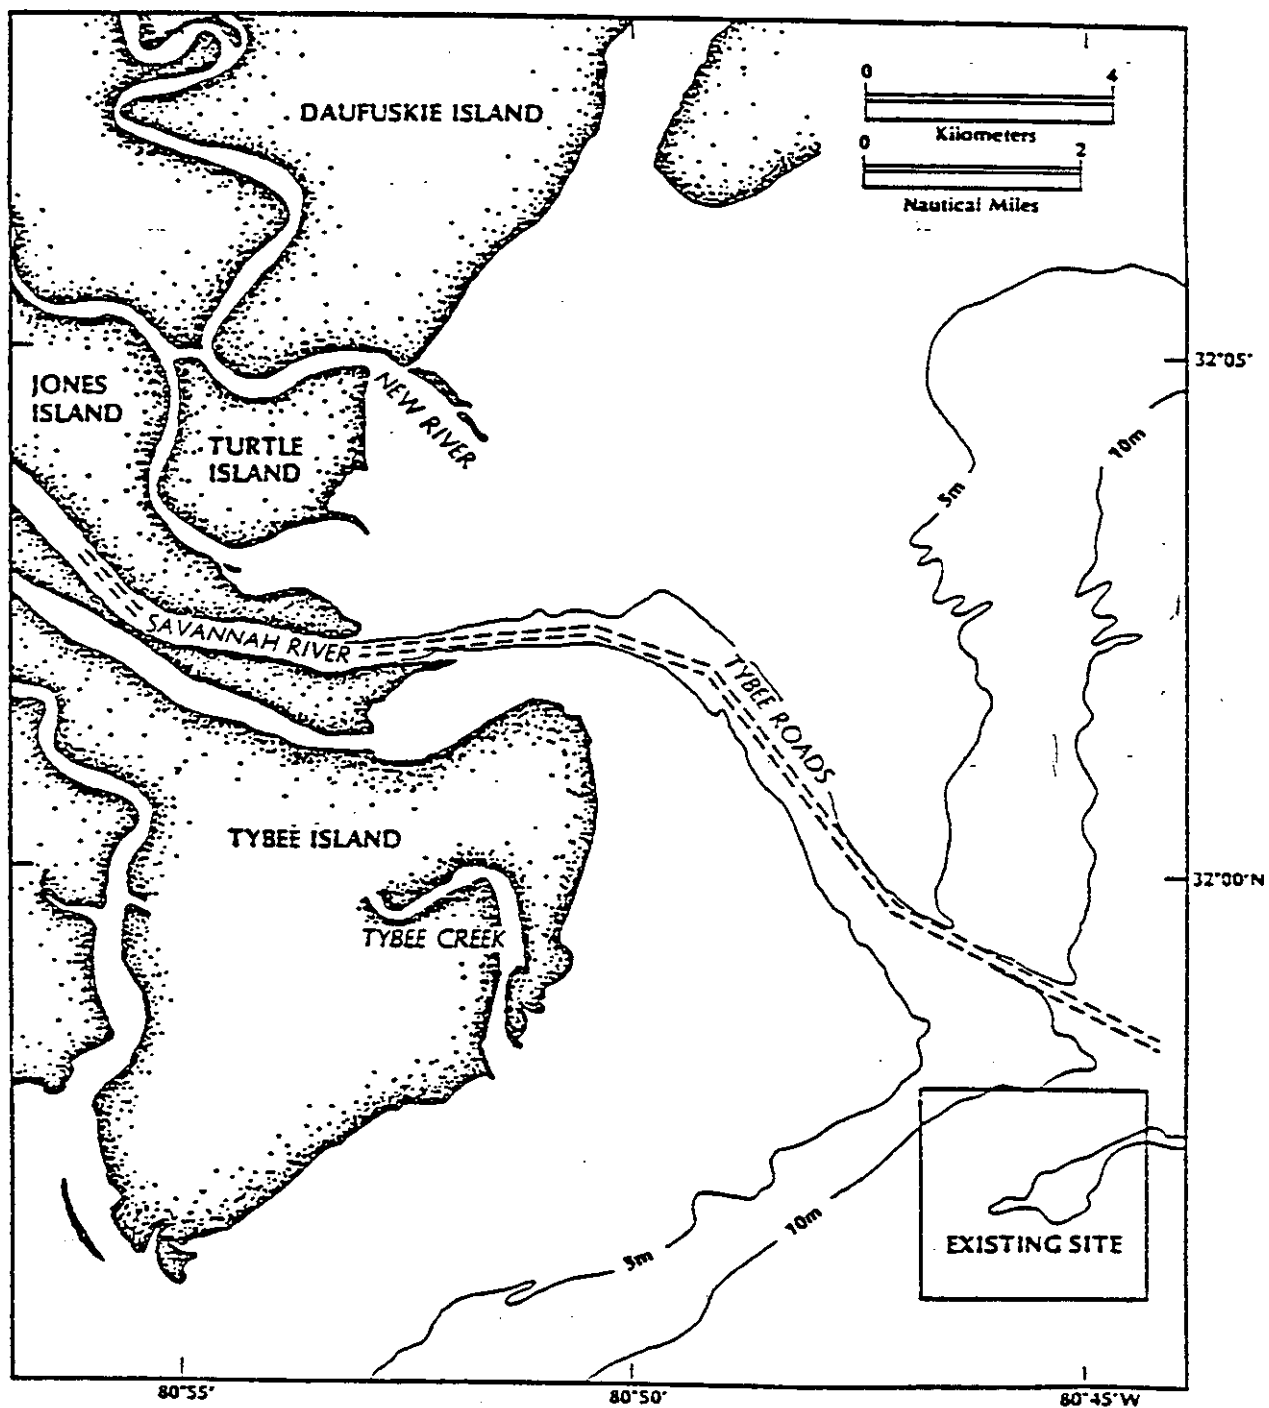 DAUFUSKIE ISLAND
0 4
Kilometers
0 2
Nautical Miles
32°05'
JONES
ISLAND
NEW RIVER
TURTLE
ISLAND
10m
5m
SAVANNAH RIVER
TYBEE ROADS
TYBEE ISLAND
32°00'N
TYBEE CREEK
10m
5m
EXISTING SITE
80°55'
80°50'
80°45'W